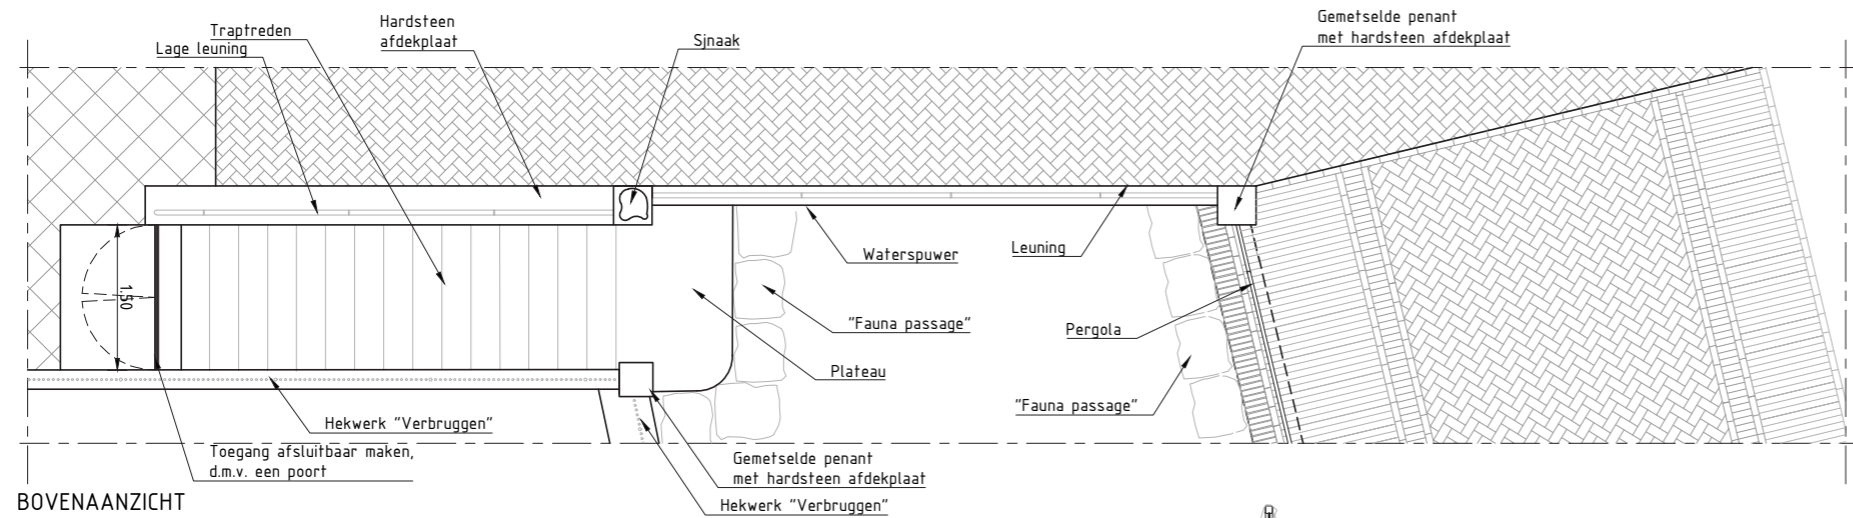 Traptreden
Lage leuning
Hardsteen
afdekplaat
Sjnaak
Gemetselde penant
met hardsteen afdekplaat
Waterspuwer
Leuning
1.50
"Fauna passage"
Pergola
Plateau
"Fauna passage"
Hekwerk "Verbruggen"
Toegang afsluitbaar maken,
d.m.v. een poort
Gemetselde penant
met hardsteen afdekplaat
Hekwerk "Verbruggen"
BOVENAANZICHT